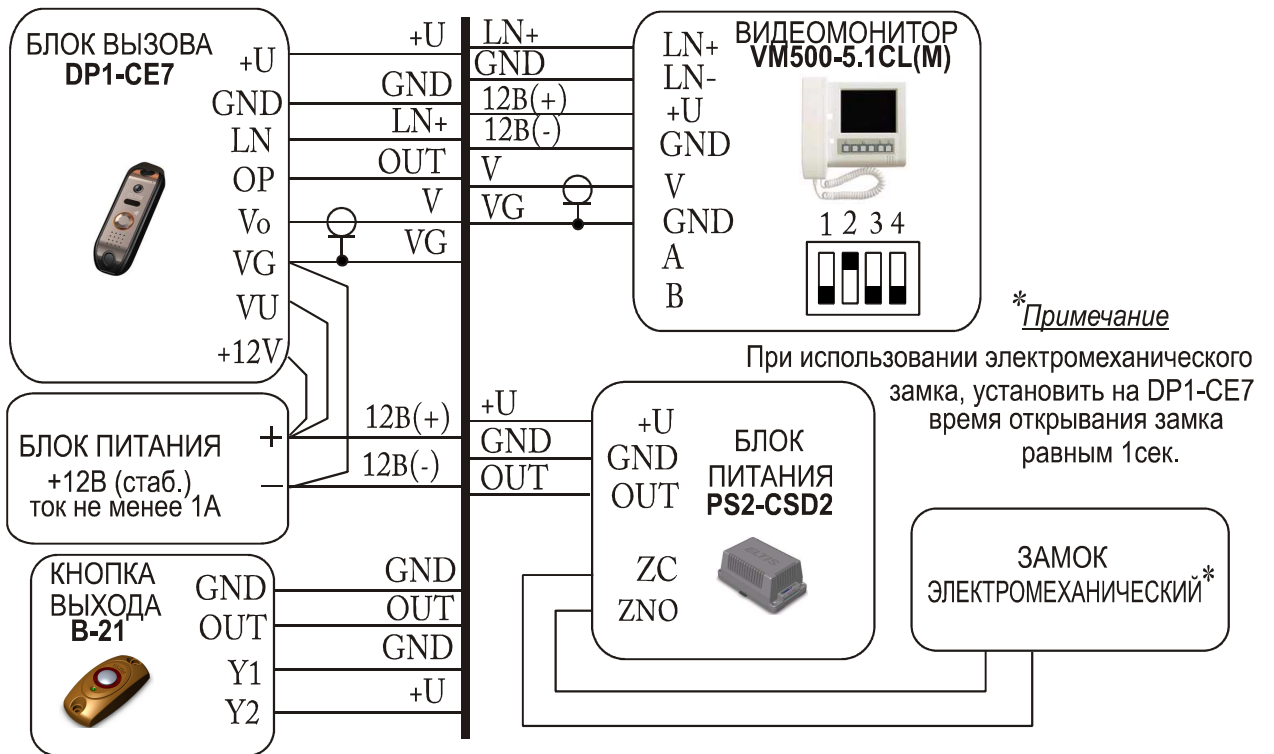 БЛОК ВЫЗОВА
DP1-CE7
+U
GND
LN
OP
Vo
VG
VU
+12V
+U
GND
LN+
OUT
V
VG
LN+
GND
12В(+)
12В(-)
V
VG
ВИДЕОМОНИТОР
VM500-5.1CL(M)
LN+
LN-
+U
GND
V
GND
A
B
1 2 3 4
*Примечание
При использовании электромеханического
замка, установить на DP1-CE7
время открывания замка
равным 1сек.
БЛОК ПИТАНИЯ
+12В (стаб.)
ток не менее 1А
+
–
12В(+)
12В(-)
+U
GND
OUT
+U
GND
OUT
ZC
ZNO
БЛОК
ПИТАНИЯ
PS2-CSD2
ELTIS
ЗАМОК
ЭЛЕКТРОМЕХАНИЧЕСКИЙ*
КНОПКА
ВЫХОДА
B-21
GND
OUT
Y1
Y2
GND
OUT
GND
+U